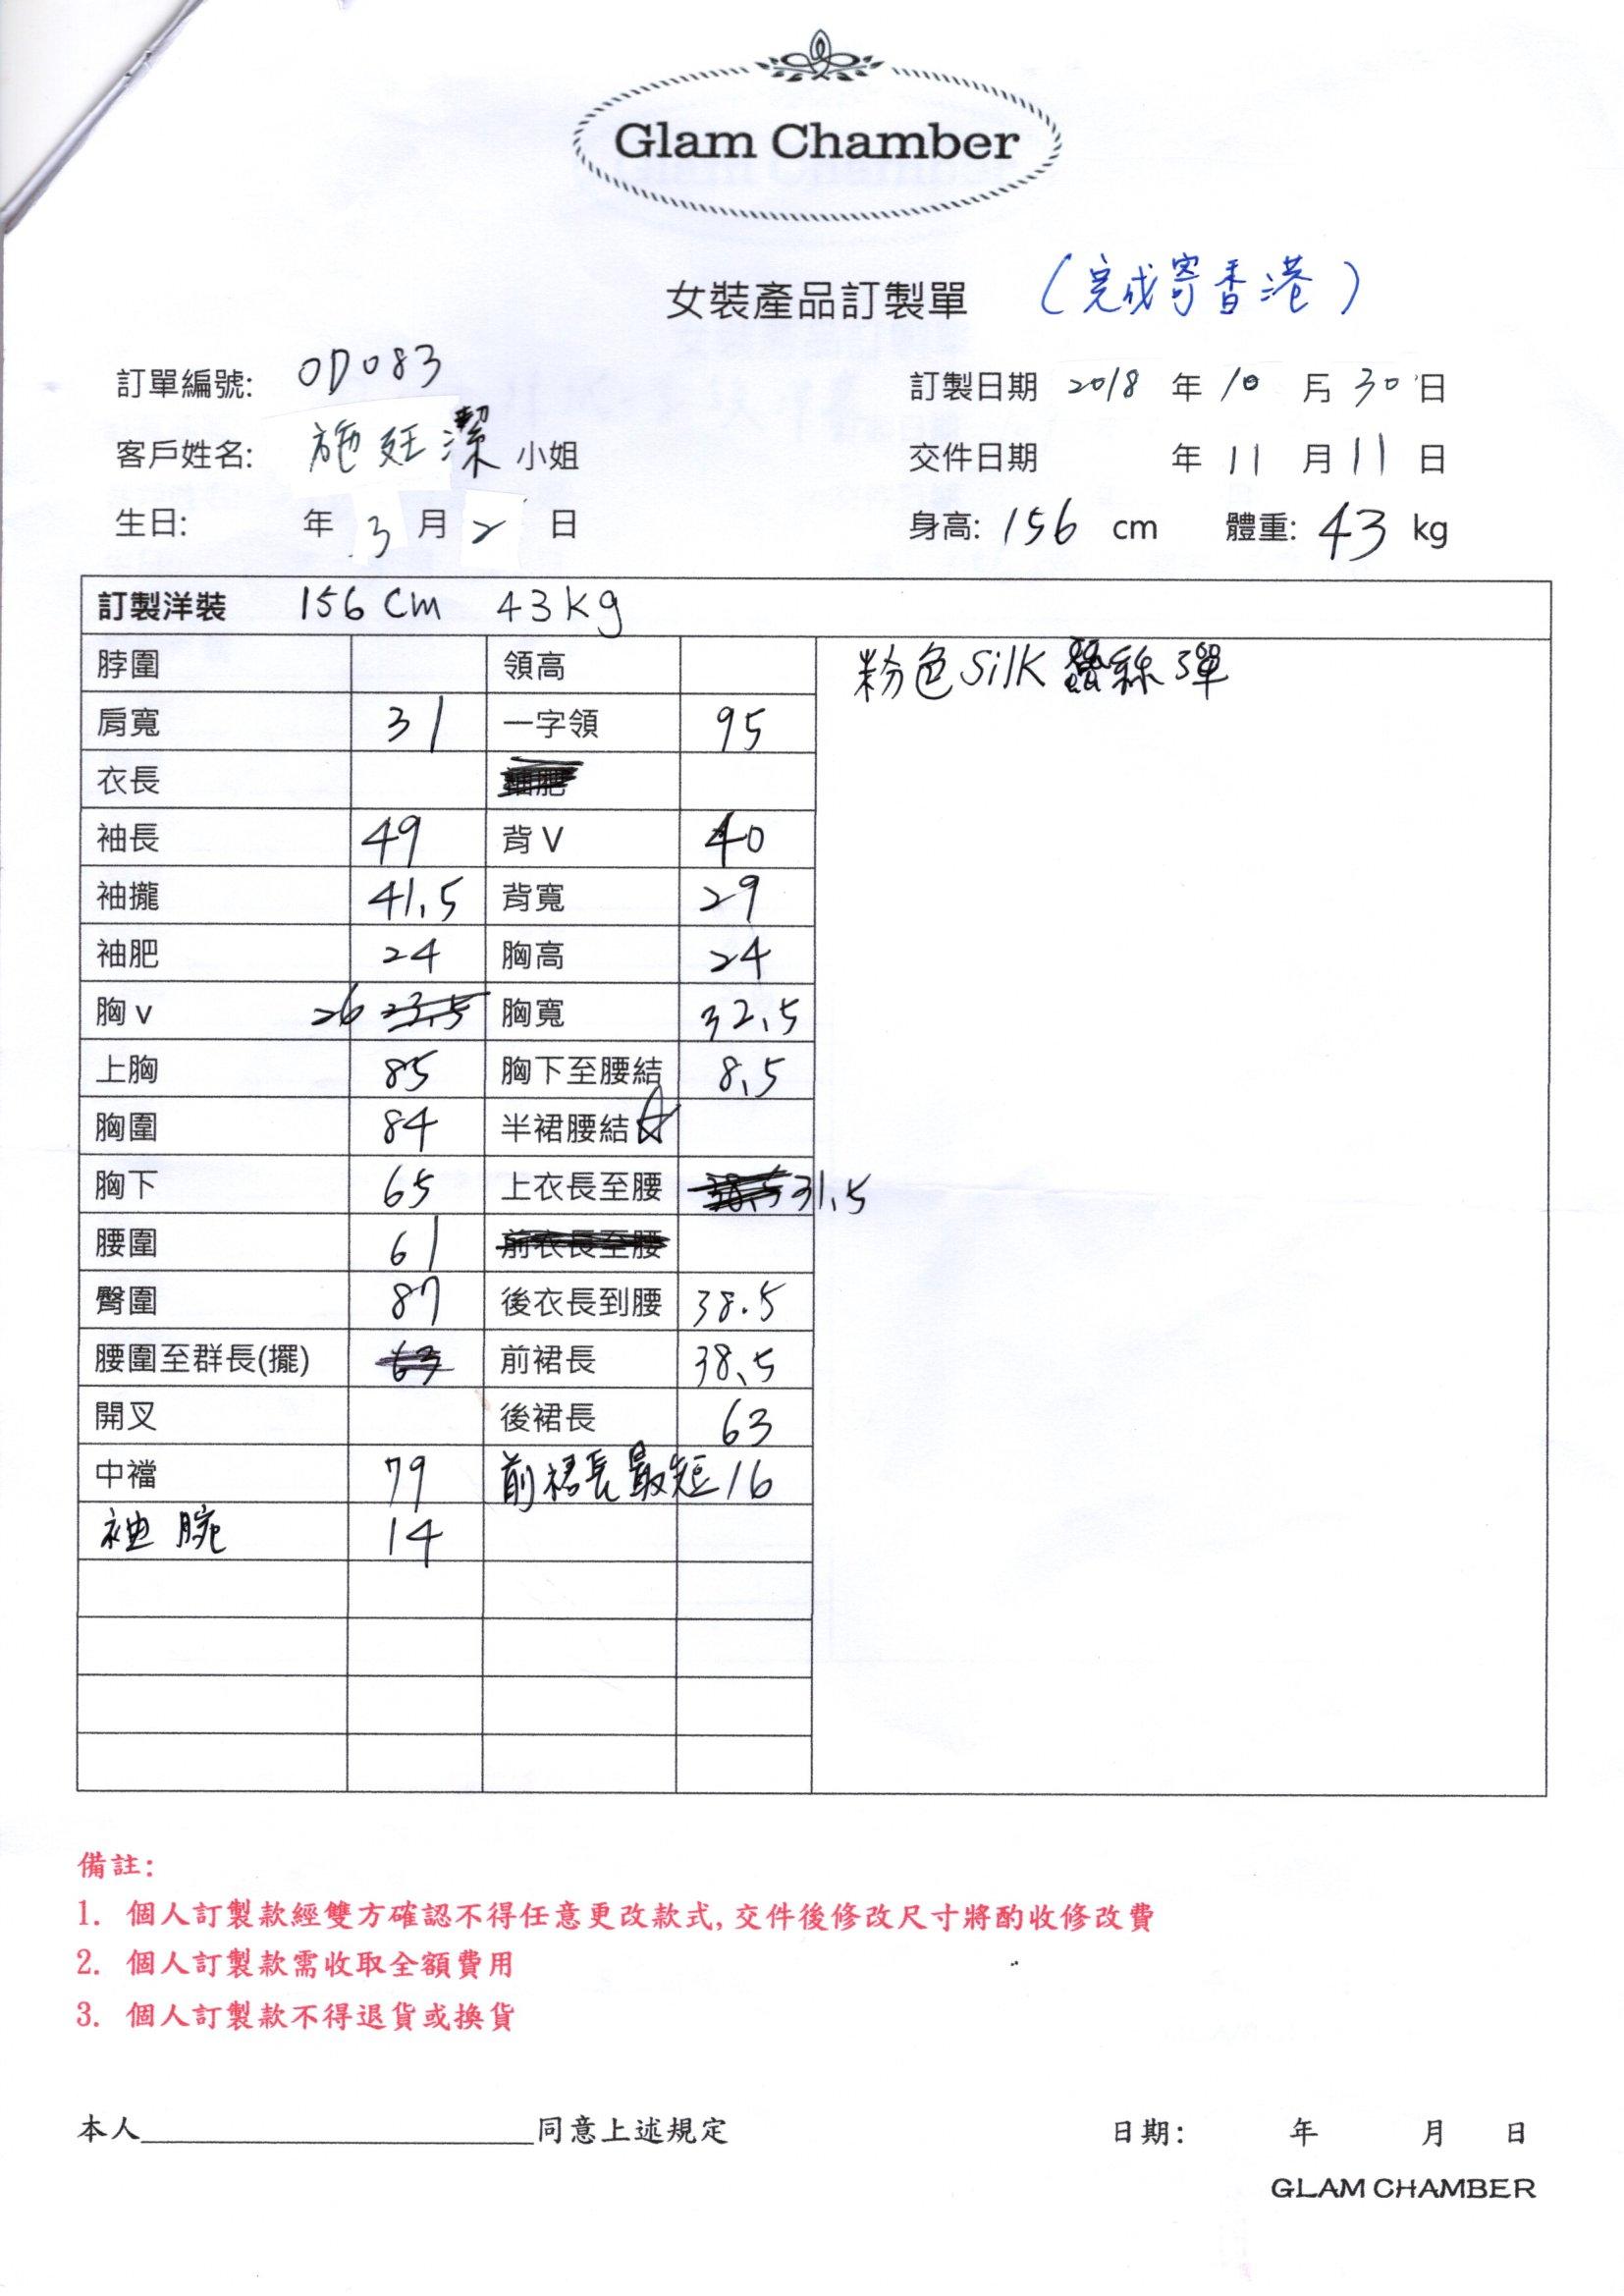 Glam Chamber
女裝產品訂製單 (完成寄香港)
訂單編號: OD083 訂製日期 2018 年 10 月 30 日
客戶姓名: 施廷潔 小姐 交件日期 年 11 月 11 日
生日: 年 3 月 2 日 身高: 156 cm 體重: 43 kg
訂製洋裝 156 cm 43kg
脖圍 領高 粉色 Silk 蠶絲彈
肩寬 31 一字領 95
衣長 袖肥
袖長 49 背V 40
袖攏 41.5 背寬 29
袖肥 24 胸高 24
胸v 26 23.5 胸寬 32.5
上胸 85 胸下至腰結 8.5
胸圍 84 半裙腰結☆
胸下 65 上衣長至腰 38.5 31.5
腰圍 61 前衣長至腰
臀圍 87 後衣長到腰 38.5
腰圍至群長(擺) 63 前裙長 38.5
開叉 後裙長 63
中襠 79 前裙長最短 16
袖腕 14
備註:
1. 個人訂製款經雙方確認不得任意更改款式,交件後修改尺寸將酌收修改費
2. 個人訂製款需收取全額費用
3. 個人訂製款不得退貨或換貨
本人____________________同意上述規定 日期: 年 月 日
GLAM CHAMBER